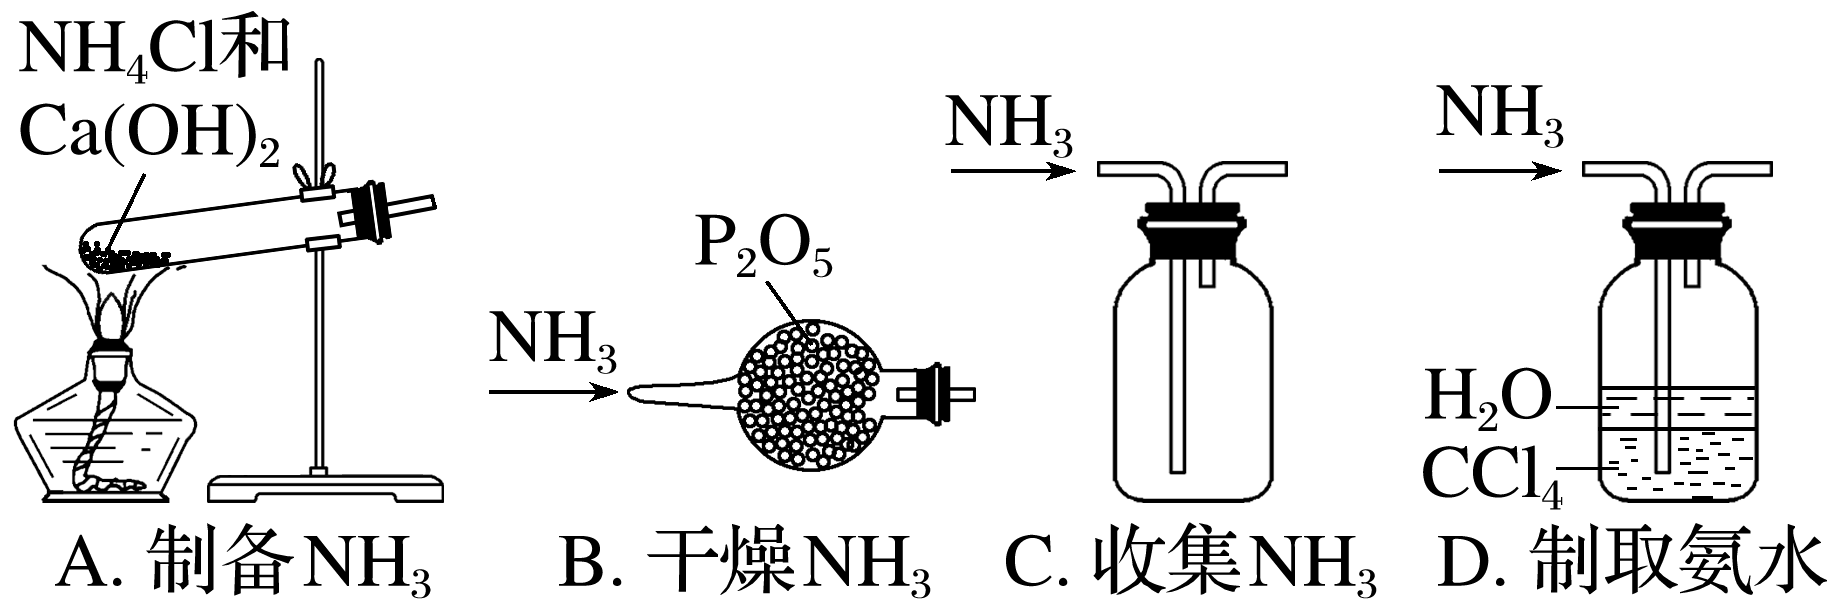 NH₄Cl和
Ca(OH)₂
A. 制备NH₃
P₂O₅
NH₃
B. 干燥NH₃
NH₃
C. 收集NH₃
NH₃
H₂O
CCl₄
D. 制取氨水